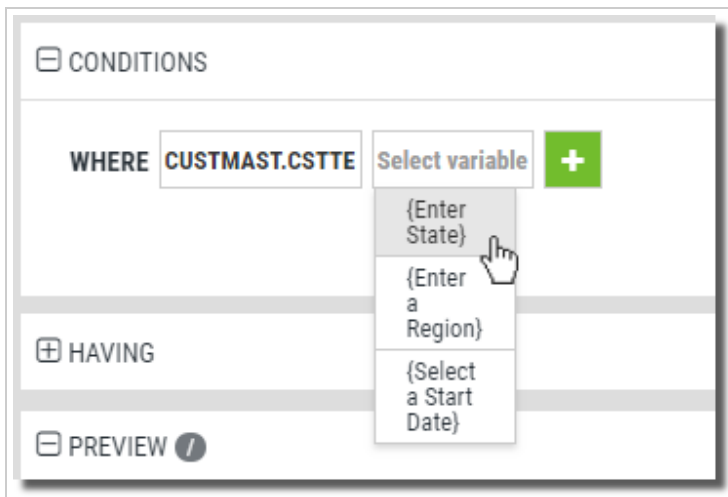 CONDITIONS
WHERE CUSTMAST.CSTTE Select variable +
{Enter
State}
{Enter
a
Region}
HAVING
{Select
a Start
Date}
PREVIEW /